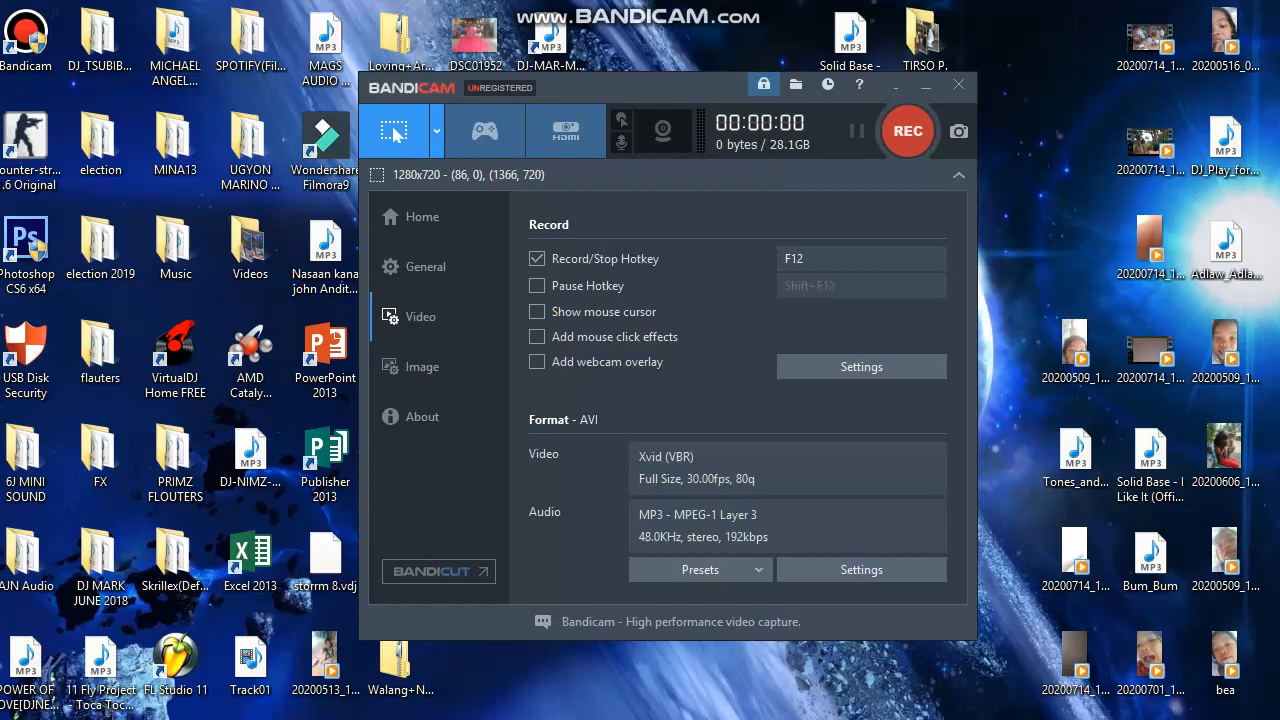 www.BANDICAM.com
Bandicam
DJ_TSUBIB...
MICHAEL
ANGEL...
SPOTIFY(Fil...
MAGS
AUDIO ...
Loving+Ar...
DSC01952
DJ-MAR-M...
Solid Base -
TIRSO P...
20200714_1...
20200516_0...
BANDICAM
UNREGISTERED
00:00:00
0 bytes / 28.1GB
REC
HDMI
1280x720 - (86, 0), (1366, 720)
Home
General
Video
Image
About
BANDICUT
Record
Record/Stop Hotkey
F12
Pause Hotkey
Shift+F12
Show mouse cursor
Add mouse click effects
Add webcam overlay
Settings
Format - AVI
Video
Xvid (VBR)
Full Size, 30.00fps, 80q
Audio
MP3 - MPEG-1 Layer 3
48.0KHz, stereo, 192kbps
Presets
Settings
Bandicam - High performance video capture.
ounter-str...
.6 Original
election
MINA13
UGYON
MARINO ...
Wondershare
Filmora9
20200714_1...
DJ_Play_for...
Photoshop
CS6 x64
election 2019
Music
Videos
Nasaan kana
john Andit...
20200714_1...
Adlaw_Adla...
USB Disk
Security
flauters
VirtualDJ
Home FREE
AMD
Cataly...
PowerPoint
2013
20200509_1...
20200714_1...
20200509_1...
6J MINI
SOUND
FX
PRIMZ
FLOUTERS
DJ-NIMZ-...
Publisher
2013
Tones_and...
Solid Base - I
Like It (Offi...
20200606_1...
AJN Audio
DJ MARK
JUNE 2018
Skrillex(Def...
Excel 2013
storrm 8.vdj
20200714_1...
Bum_Bum
20200509_1...
POWER OF
OVE[DJNE...
11 Fly Project
- Toca Toc...
FL Studio 11
Track01
20200513_1...
Walang+N...
20200714_1...
20200701_1...
bea